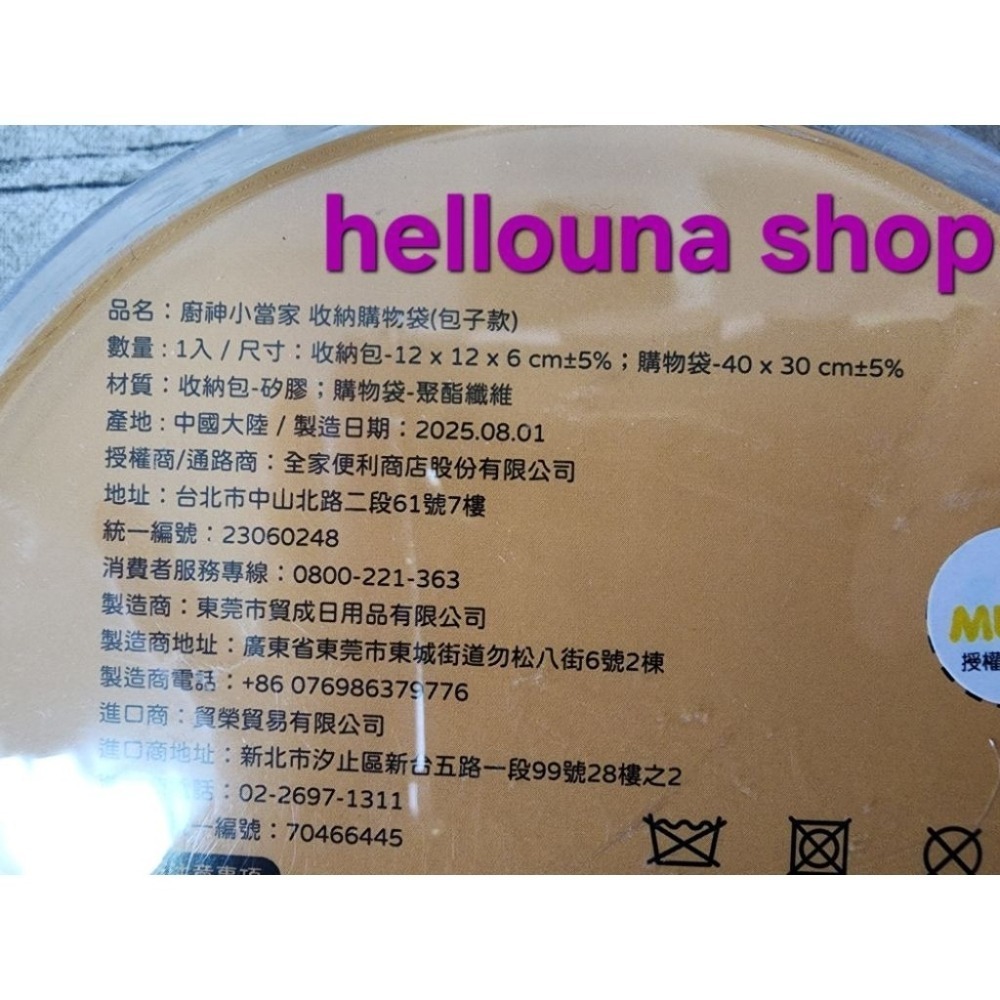 hellouna shop
品名：廚神小當家 收納購物袋(包子款)
數量：1入 / 尺寸：收納包-12 x 12 x 6 cm±5%；購物袋-40 x 30 cm±5%
材質：收納包-矽膠；購物袋-聚酯纖維
產地：中國大陸 / 製造日期：2025.08.01
授權商/通路商：全家便利商店股份有限公司
地址：台北市中山北路二段61號7樓
統一編號：23060248
消費者服務專線：0800-221-363
製造商：東莞市貿成日用品有限公司
製造商地址：廣東省東莞市東城街道勿松八街6號2棟
製造商電話：+86 076986379776
進口商：貿榮貿易有限公司
進口商地址：新北市汐止區新台五路一段99號28樓之2
話：02-2697-1311
一編號：70466445
意事項
授權